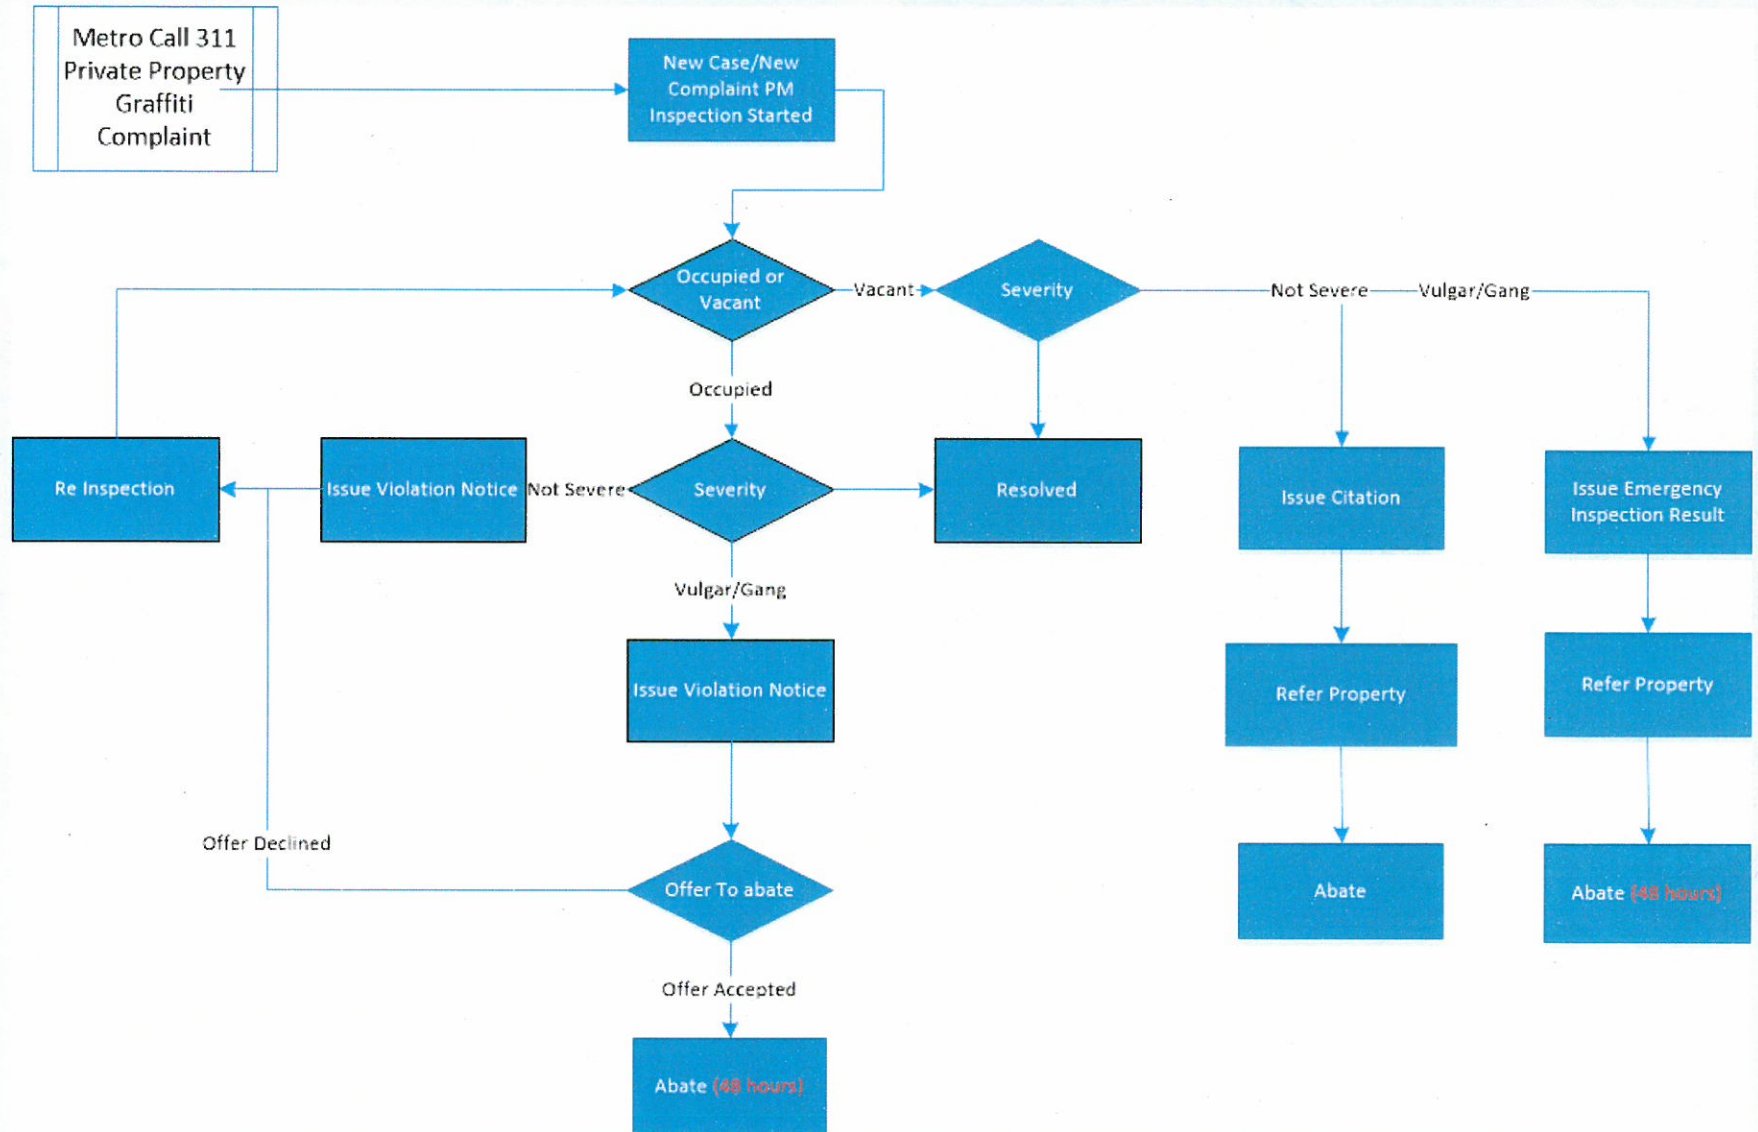 Metro Call 311
Private Property
Graffiti
Complaint
New Case/New
Complaint PM
Inspection Started
Occupied or
Vacant
Vacant
Severity
Not Severe
Vulgar/Gang
Occupied
Re Inspection
Issue Violation Notice
Not Severe
Severity
Resolved
Issue Citation
Issue Emergency
Inspection Result
Vulgar/Gang
Issue Violation Notice
Refer Property
Refer Property
Offer Declined
Offer To abate
Abate
Abate (48 hours)
Offer Accepted
Abate (48 hours)